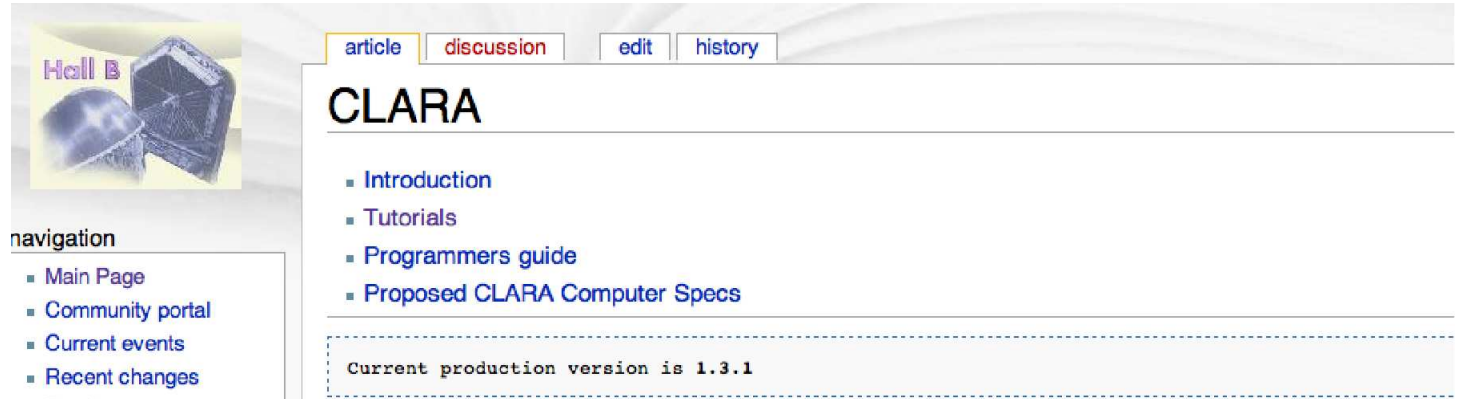 Hall B
article
discussion
edit
history
CLARA
Introduction
Tutorials
Programmers guide
Proposed CLARA Computer Specs
Current production version is 1.3.1
navigation
Main Page
Community portal
Current events
Recent changes